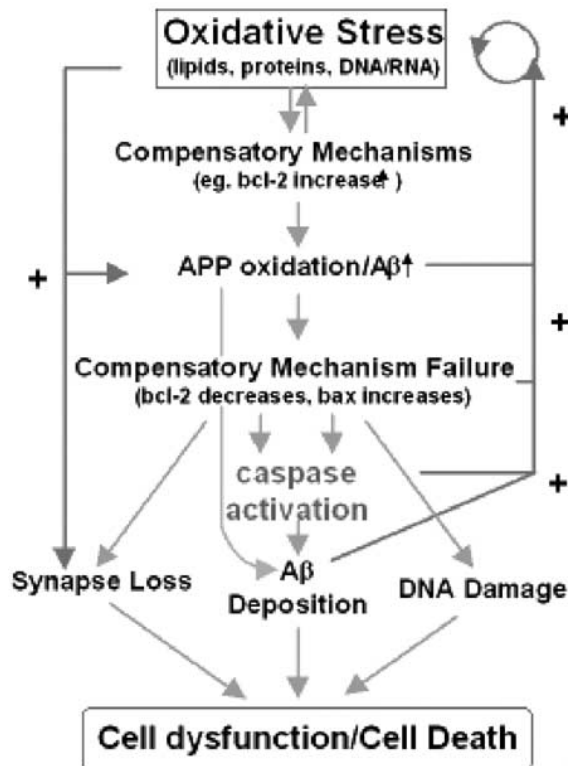 Oxidative Stress
(lipids, proteins, DNA/RNA)
+
Compensatory Mechanisms
(eg. bcl-2 increase )
APP oxidation/Aβ
+
+
Compensatory Mechanism Failure
(bcl-2 decreases, bax increases)
caspase
activation
+
Synapse Loss
Aβ
Deposition
DNA Damage
Cell dysfunction/Cell Death